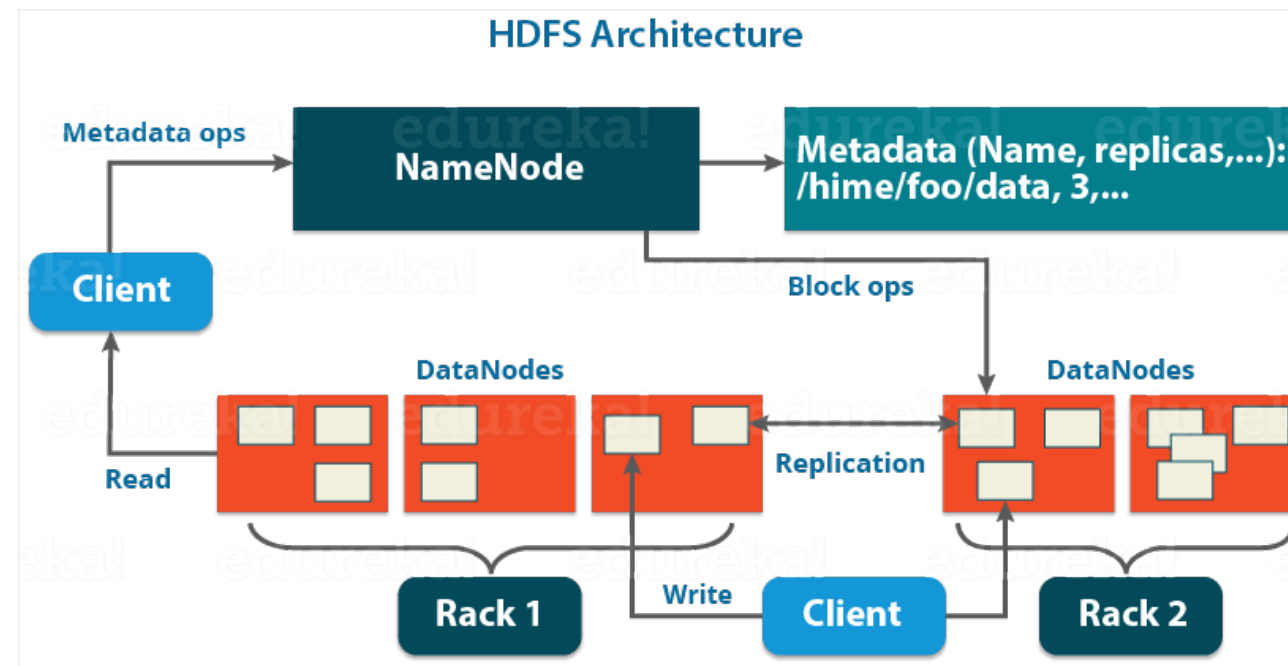 HDFS Architecture
Metadata ops
NameNode
Metadata (Name, replicas,...):
/hime/foo/data, 3,...
Client
Block ops
DataNodes
DataNodes
Read
Replication
Rack 1
Write
Client
Rack 2
edureka!